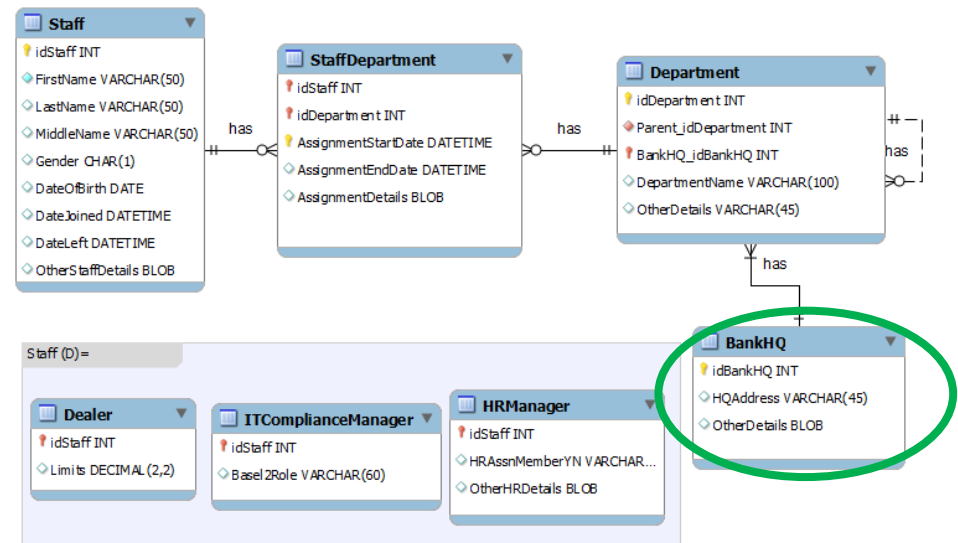 Staff
idStaff INT
FirstName VARCHAR(50)
LastName VARCHAR(50)
MiddleName VARCHAR(50)
Gender CHAR(1)
DateOfBirth DATE
DateJoined DATETIME
DateLeft DATETIME
OtherStaffDetails BLOB
has
StaffDepartment
idStaff INT
idDepartment INT
AssignmentStartDate DATETIME
AssignmentEndDate DATETIME
AssignmentDetails BLOB
has
Department
idDepartment INT
Parent_idDepartment INT
BankHQ_idBankHQ INT
DepartmentName VARCHAR(100)
OtherDetails VARCHAR(45)
has
has
BankHQ
idBankHQ INT
HQAddress VARCHAR(45)
OtherDetails BLOB
Staff (D)=
Dealer
idStaff INT
Limits DECIMAL(2,2)
ITComplianceManager
idStaff INT
Basel2Role VARCHAR(60)
HRManager
idStaff INT
HRAssnMemberYN VARCHAR...
OtherHRDetails BLOB